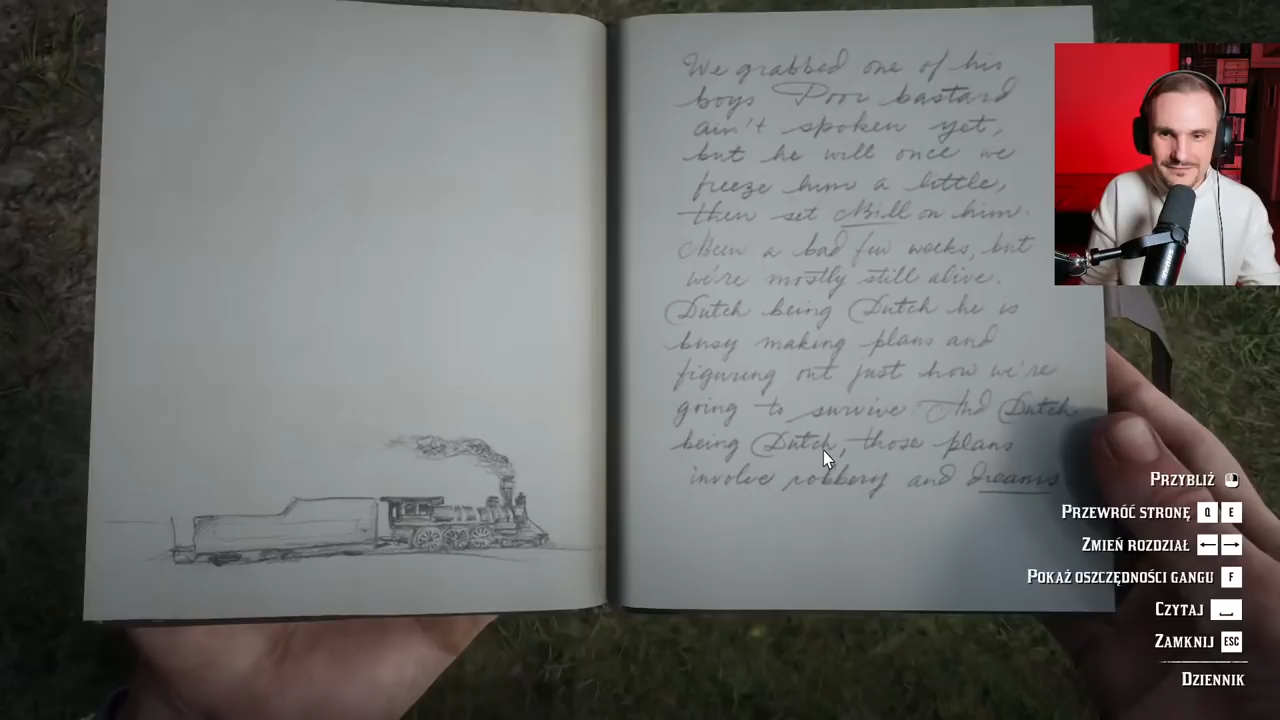 We grabbed one of his
boys Poor bastard
ain't spoken yet,
but he will once we
freeze him a little,
then set Bill on him.
Been a bad few weeks, but
we're mostly still alive.
Dutch being Dutch he is
busy making plans and
figuring out just how we're
going to survive. And Dutch
being Dutch, those plans
involve robbery and dreams
PRZYBLIŻ
PRZEWRÓĆ STRONĘ Q E
ZMIEŃ ROZDZIAŁ ← →
POKAŻ OSZCZĘDNOŚCI GANGU F
CZYTAJ
ZAMKNIJ ESC
DZIENNIK